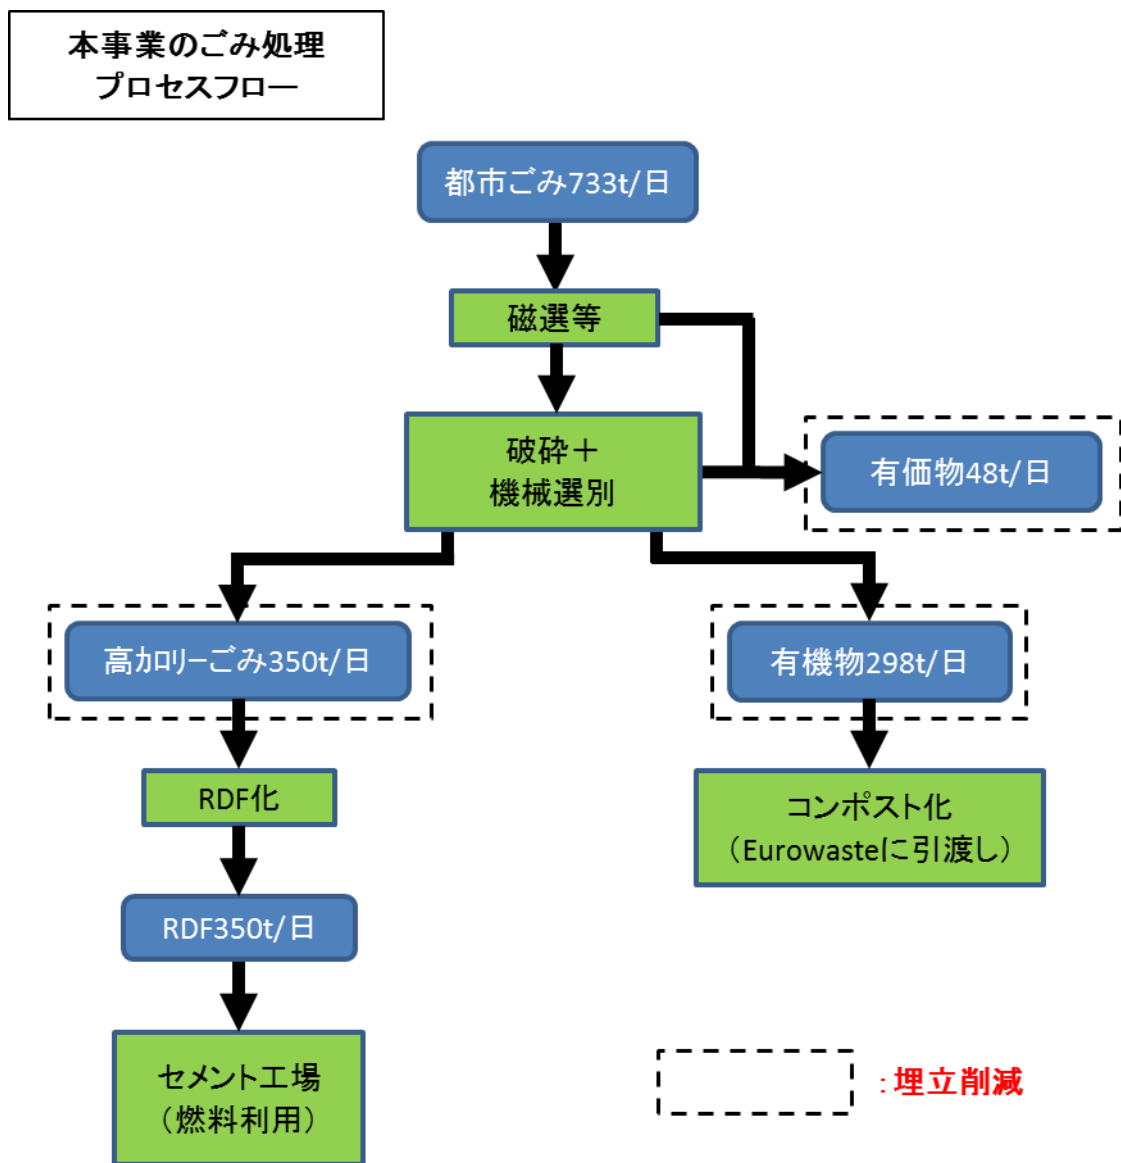 本事業のごみ処理
プロセスフロー
都市ごみ733t/日
磁選等
破砕＋
機械選別
有価物48t/日
高カロリーごみ350t/日
有機物298t/日
RDF化
コンポスト化
（Eurowasteに引渡し）
RDF350t/日
セメント工場
（燃料利用）
：埋立削減